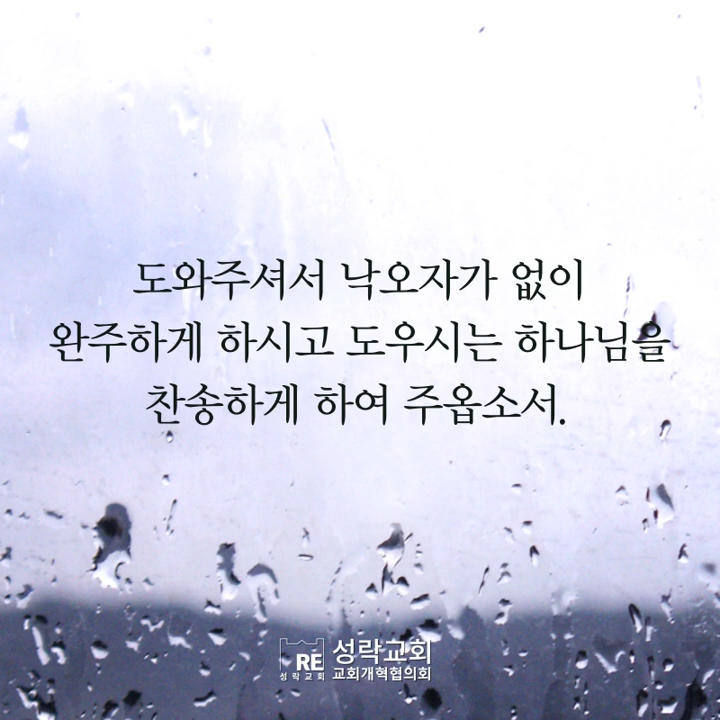 도와주셔서 낙오자가 없이
완주하게 하시고 도우시는 하나님을
찬송하게 하여 주옵소서.
RE
성락교회
성락교회
교회개혁협의회